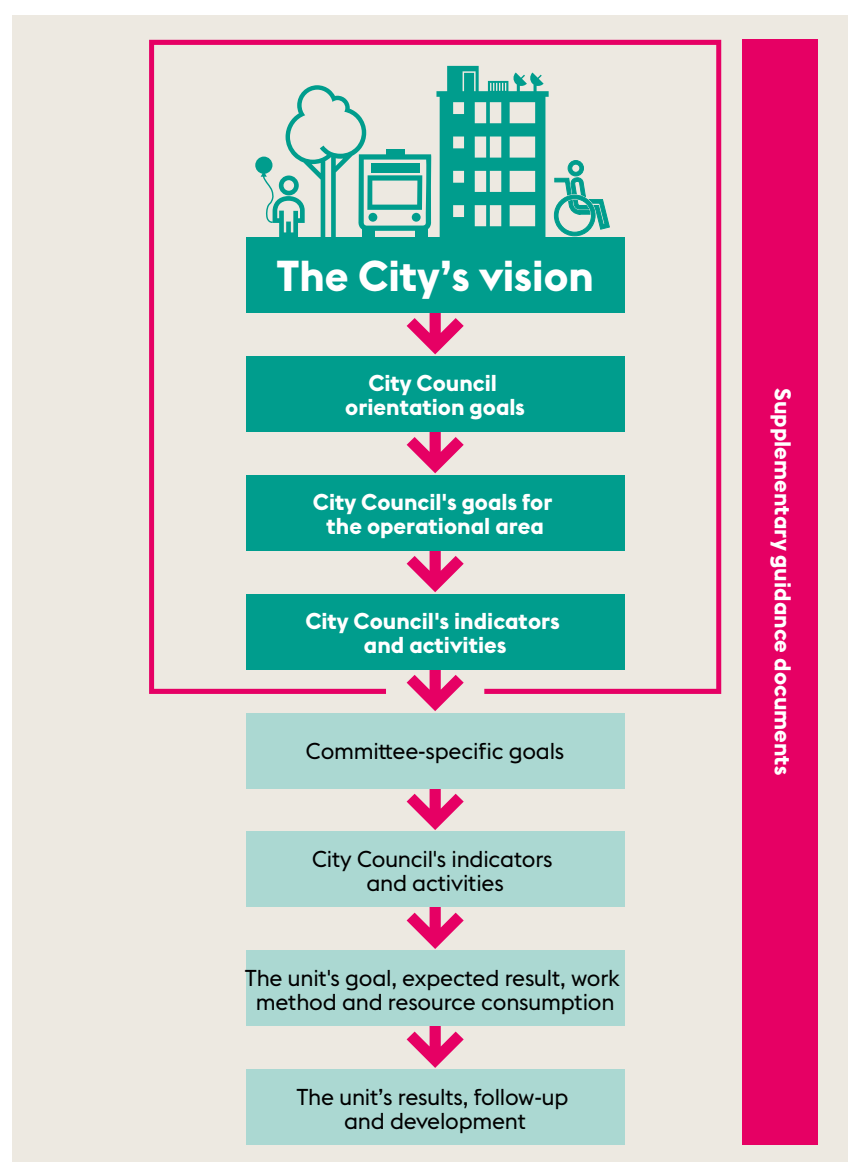 The City’s vision
City Council
orientation goals
City Council's goals for
the operational area
City Council's indicators
and activities
Committee-specific goals
City Council's indicators
and activities
The unit's goal, expected result, work
method and resource consumption
The unit’s results, follow-up
and development
Supplementary guidance documents